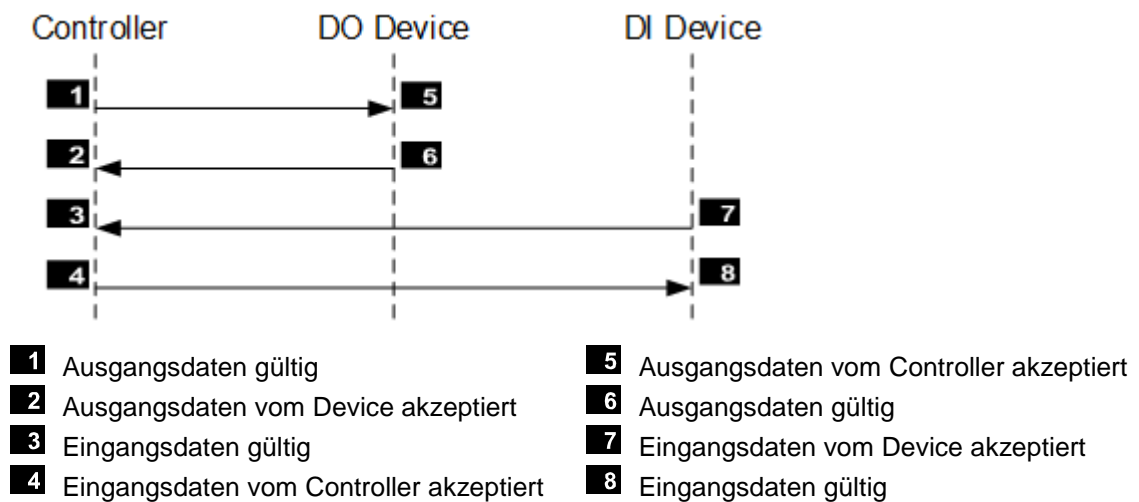 Controller DO Device DI Device
1 5
2 6
3 7
4 8
1 Ausgangsdaten gültig 5 Ausgangsdaten vom Controller akzeptiert
2 Ausgangsdaten vom Device akzeptiert 6 Ausgangsdaten gültig
3 Eingangsdaten gültig 7 Eingangsdaten vom Device akzeptiert
4 Eingangsdaten vom Controller akzeptiert 8 Eingangsdaten gültig